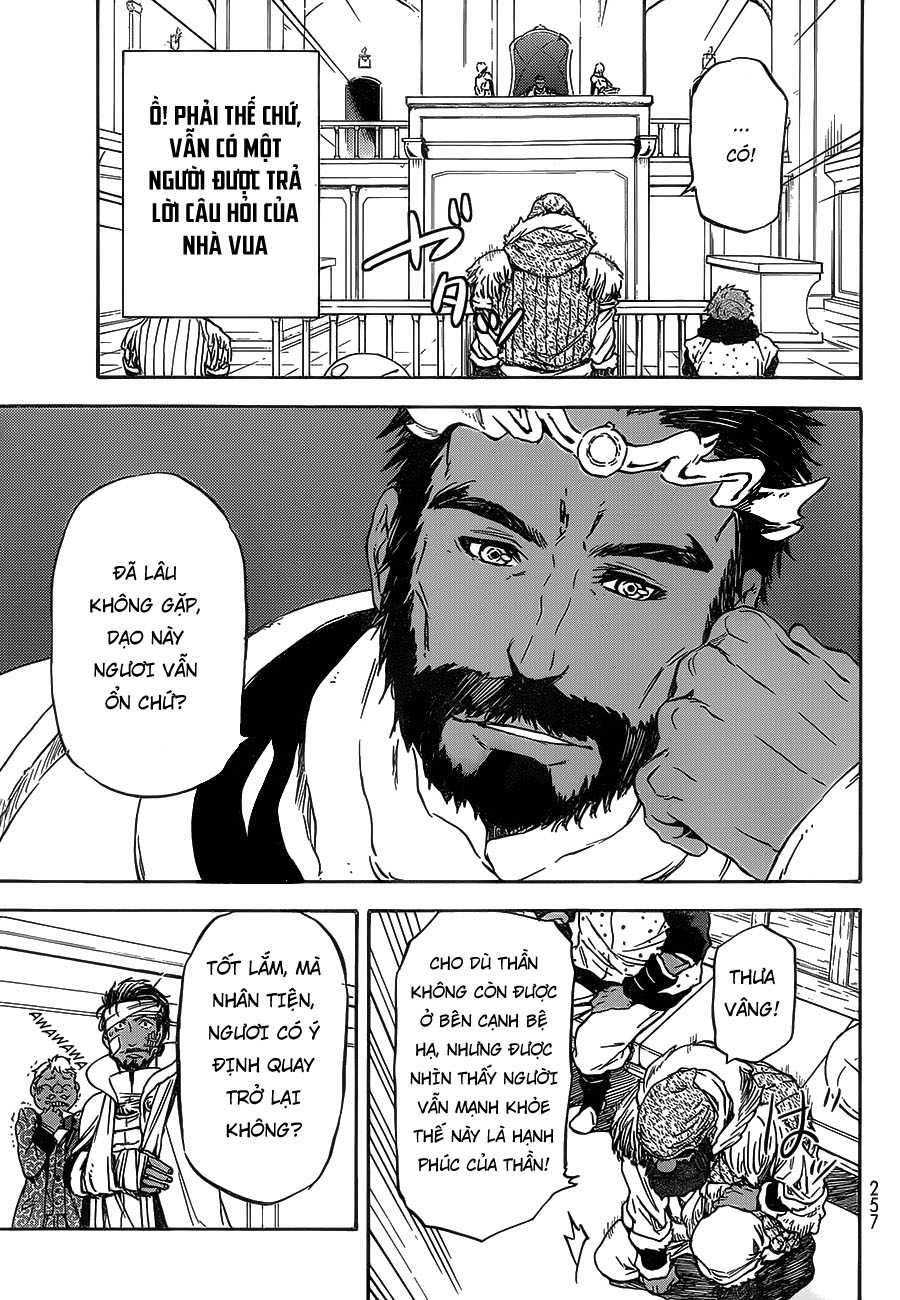 ...
CÓ!
Ồ! PHẢI THẾ CHỨ,
VẪN CÓ MỘT
NGƯỜI ĐƯỢC TRẢ
LỜI CÂU HỎI CỦA
NHÀ VUA
ガタ
ĐÃ LÂU
KHÔNG GẶP,
DẠO NÀY
NGƯƠI VẪN
ỔN CHỨ?
THƯA
VÂNG!
CHO DÙ THẦN
KHÔNG CÒN ĐƯỢC
Ở BÊN CẠNH BỆ
HẠ, NHƯNG ĐƯỢC
NHÌN THẤY NGƯỜI
VẪN MẠNH KHỎE
THẾ NÀY LÀ HẠNH
PHÚC CỦA THẦN!
TỐT LẮM, MÀ
NHÂN TIỆN,
NGƯƠI CÓ Ý
ĐỊNH QUAY
TRỞ LẠI
KHÔNG?
AWAWAWA
257